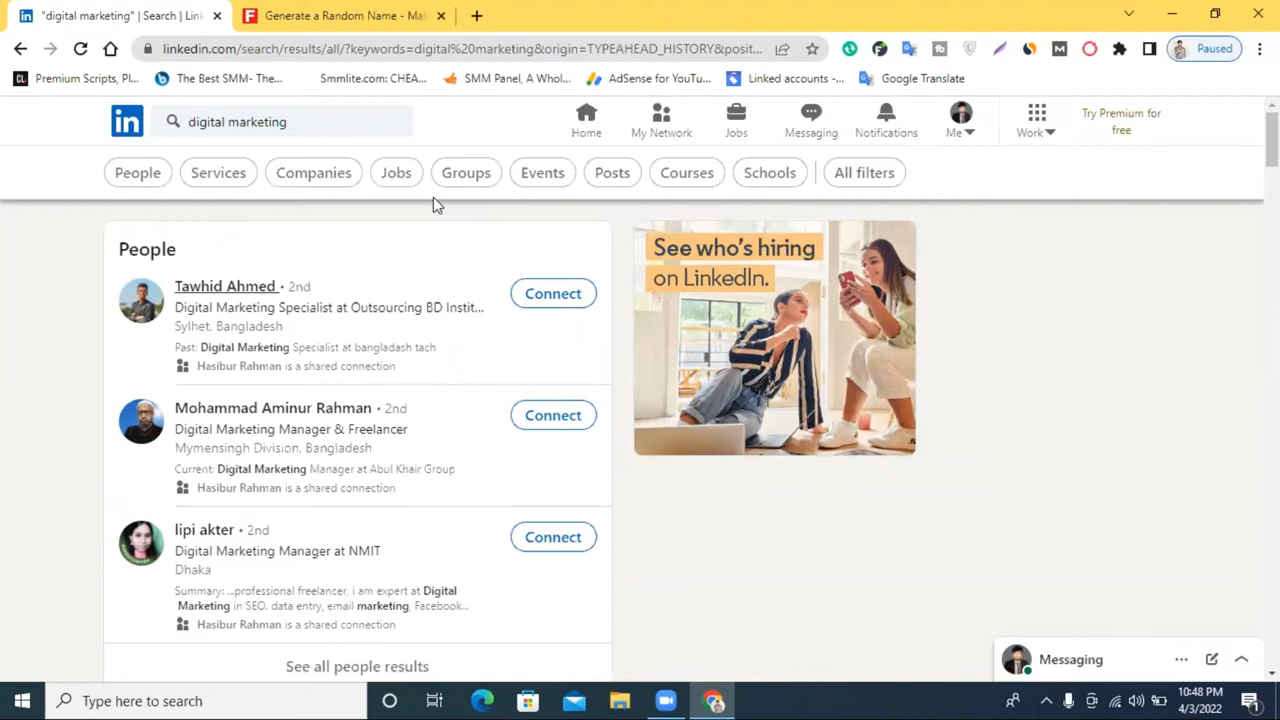 "digital marketing" | Search | Lin
Generate a Random Name - Ma
linkedin.com/search/results/all/?keywords=digital%20marketing&origin=TYPEAHEAD_HISTORY&posit...
Paused
Premium Scripts, Pl...
The Best SMM- The...
Smmlite.com: CHEA...
SMM Panel, A Whol...
AdSense for YouTu...
Linked accounts -...
Google Translate
in
digital marketing
Home
My Network
Jobs
Messaging
Notifications
Me
Work
Try Premium for
free
People
Services
Companies
Jobs
Groups
Events
Posts
Courses
Schools
All filters
People
Tawhid Ahmed • 2nd
Digital Marketing Specialist at Outsourcing BD Instit...
Sylhet, Bangladesh
Past: Digital Marketing Specialist at bangladash tach
Hasibur Rahman is a shared connection
Connect
Mohammad Aminur Rahman • 2nd
Digital Marketing Manager & Freelancer
Mymensingh Division, Bangladesh
Current: Digital Marketing Manager at Abul Khair Group
Hasibur Rahman is a shared connection
Connect
lipi akter • 2nd
Digital Marketing Manager at NMIT
Dhaka
Summary: ...professional freelancer, i am expert at Digital
Marketing in SEO. data entry, email marketing, Facebook...
Hasibur Rahman is a shared connection
Connect
See all people results
See who's hiring
on LinkedIn.
Messaging
Type here to search
10:48 PM
4/3/2022
1